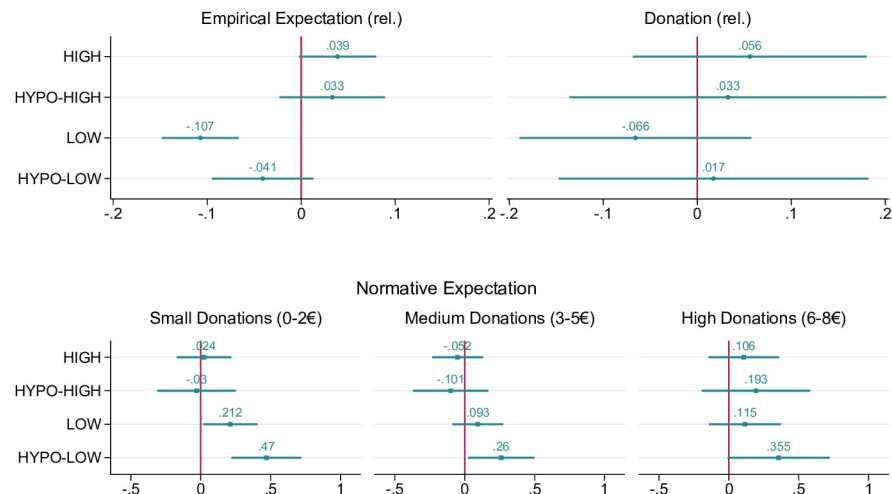 Empirical Expectation (rel.)
Donation (rel.)
HIGH
.039
.056
HYPO-HIGH
.033
.033
LOW
-.107
-.066
HYPO-LOW
-.041
.017
-.2 -.1 0 .1 .2
-.2 -.1 0 .1 .2
Normative Expectation
Small Donations (0-2€)
Medium Donations (3-5€)
High Donations (6-8€)
HIGH
.024
-.052
.106
HYPO-HIGH
-.03
-.101
.193
LOW
.212
.093
.115
HYPO-LOW
.47
.26
.355
-.5 0 .5 1
-.5 0 .5 1
-.5 0 .5 1